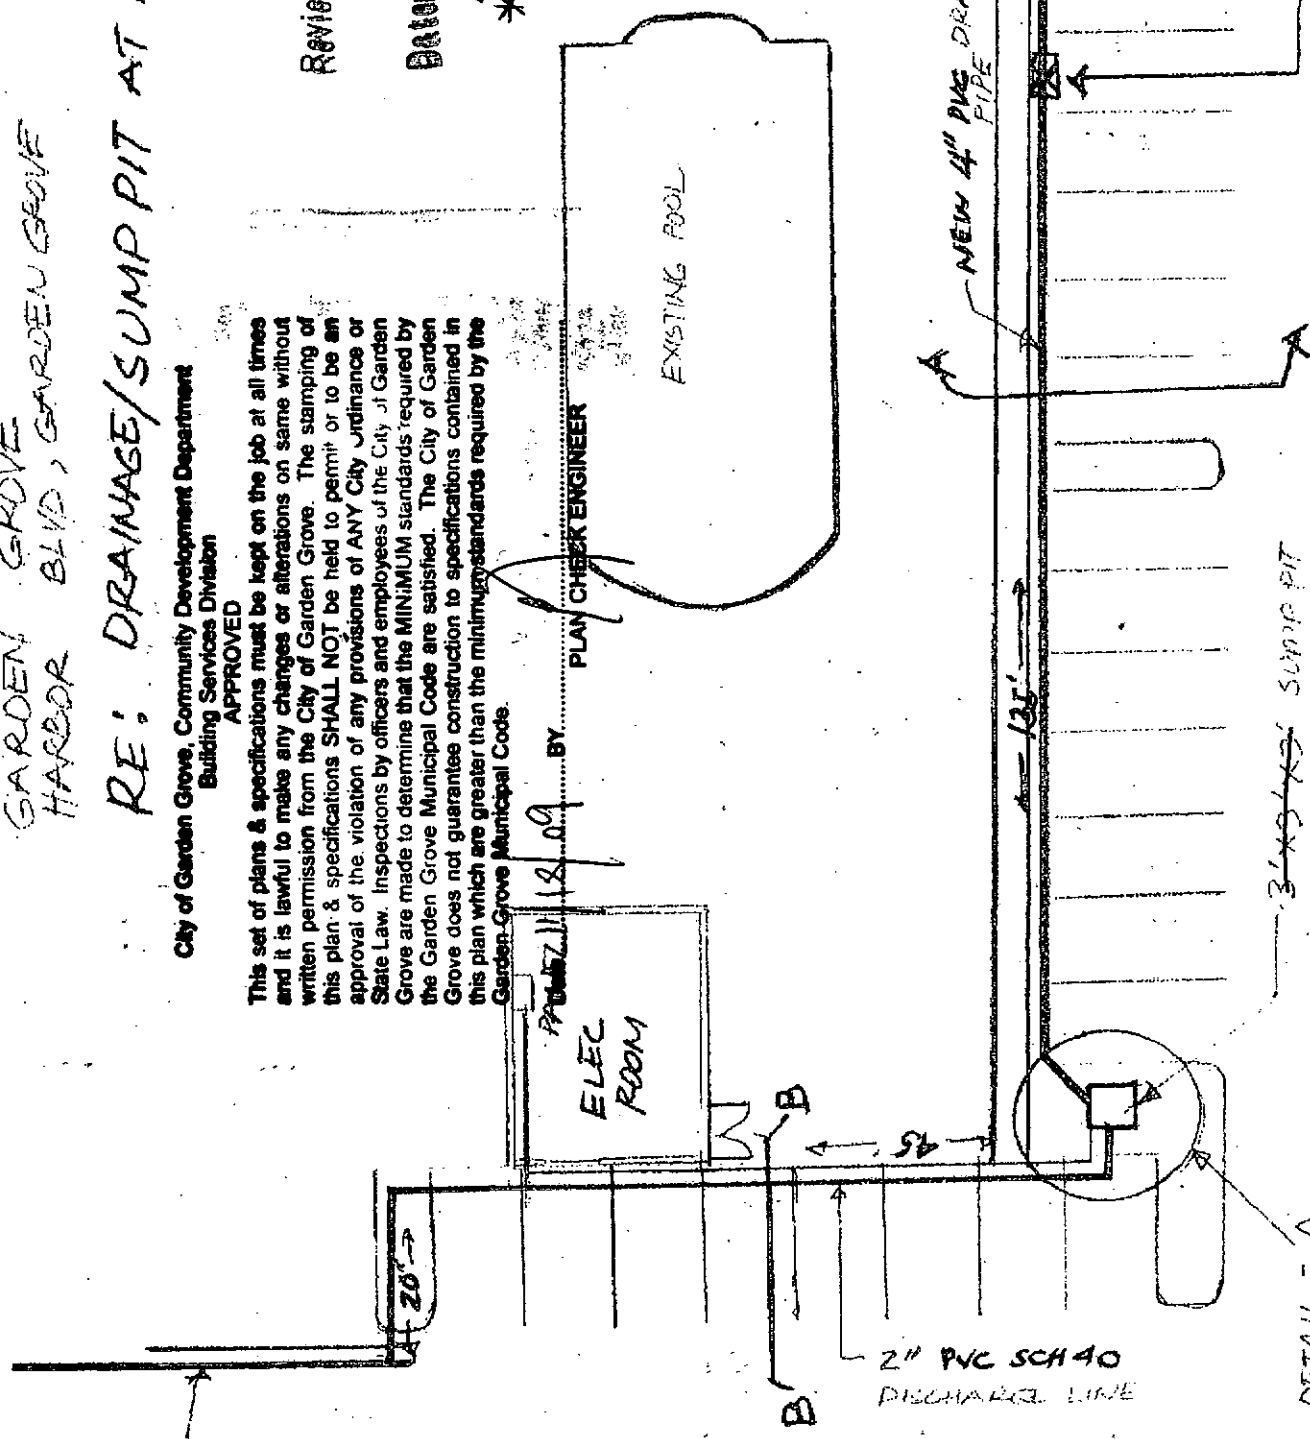 GARDEN GROVE
HARBOR BLVD, GARDEN GROVE
RE: DRAINAGE/SUMP PIT AT
City of Garden Grove, Community Development Department
Building Services Division
APPROVED
This set of plans & specifications must be kept on the job at all times
and it is lawful to make any changes or alterations on same without
written permission from the City of Garden Grove. The stamping of
this plan & specifications SHALL NOT be held to permit or to be an
approval of the violation of any provisions of ANY City Ordinance or
State Law. Inspections by officers and employees of the City of Garden
Grove are made to determine that the MINIMUM standards required by
the Garden Grove Municipal Code are satisfied. The City of Garden
Grove does not guarantee construction to specifications contained in
this plan which are greater than the minimum standards required by the
Garden Grove Municipal Code.
BY
PLAN CHECK ENGINEER
PANEL
ELEC
ROOM
EXISTING POOL
NEW 4" PVC
PIPE
A
A
A
B
B'
20'
45'
3'x3'x3' SUMP PIT
2" PVC SCH 40
DISCHARGE LINE
DETAIL - A